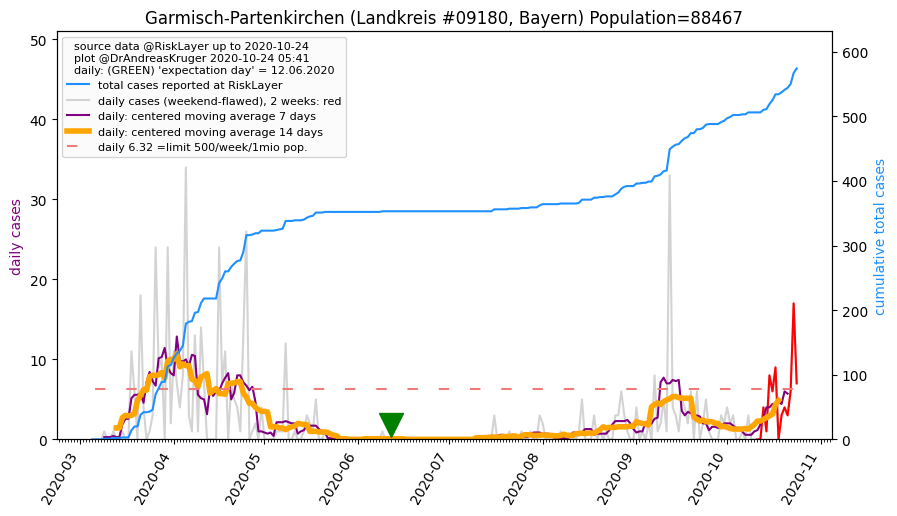 Garmisch-Partenkirchen (Landkreis #09180, Bayern) Population=88467
source data @RiskLayer up to 2020-10-24
plot @DrAndreasKruger 2020-10-24 05:41
daily: (GREEN) 'expectation day' = 12.06.2020
total cases reported at RiskLayer
daily cases (weekend-flawed), 2 weeks: red
daily: centered moving average 7 days
daily: centered moving average 14 days
daily 6.32 =limit 500/week/1mio pop.
daily cases
50
40
30
20
10
0
cumulative total cases
600
500
400
300
200
100
0
2020-03
2020-04
2020-05
2020-06
2020-07
2020-08
2020-09
2020-10
2020-11